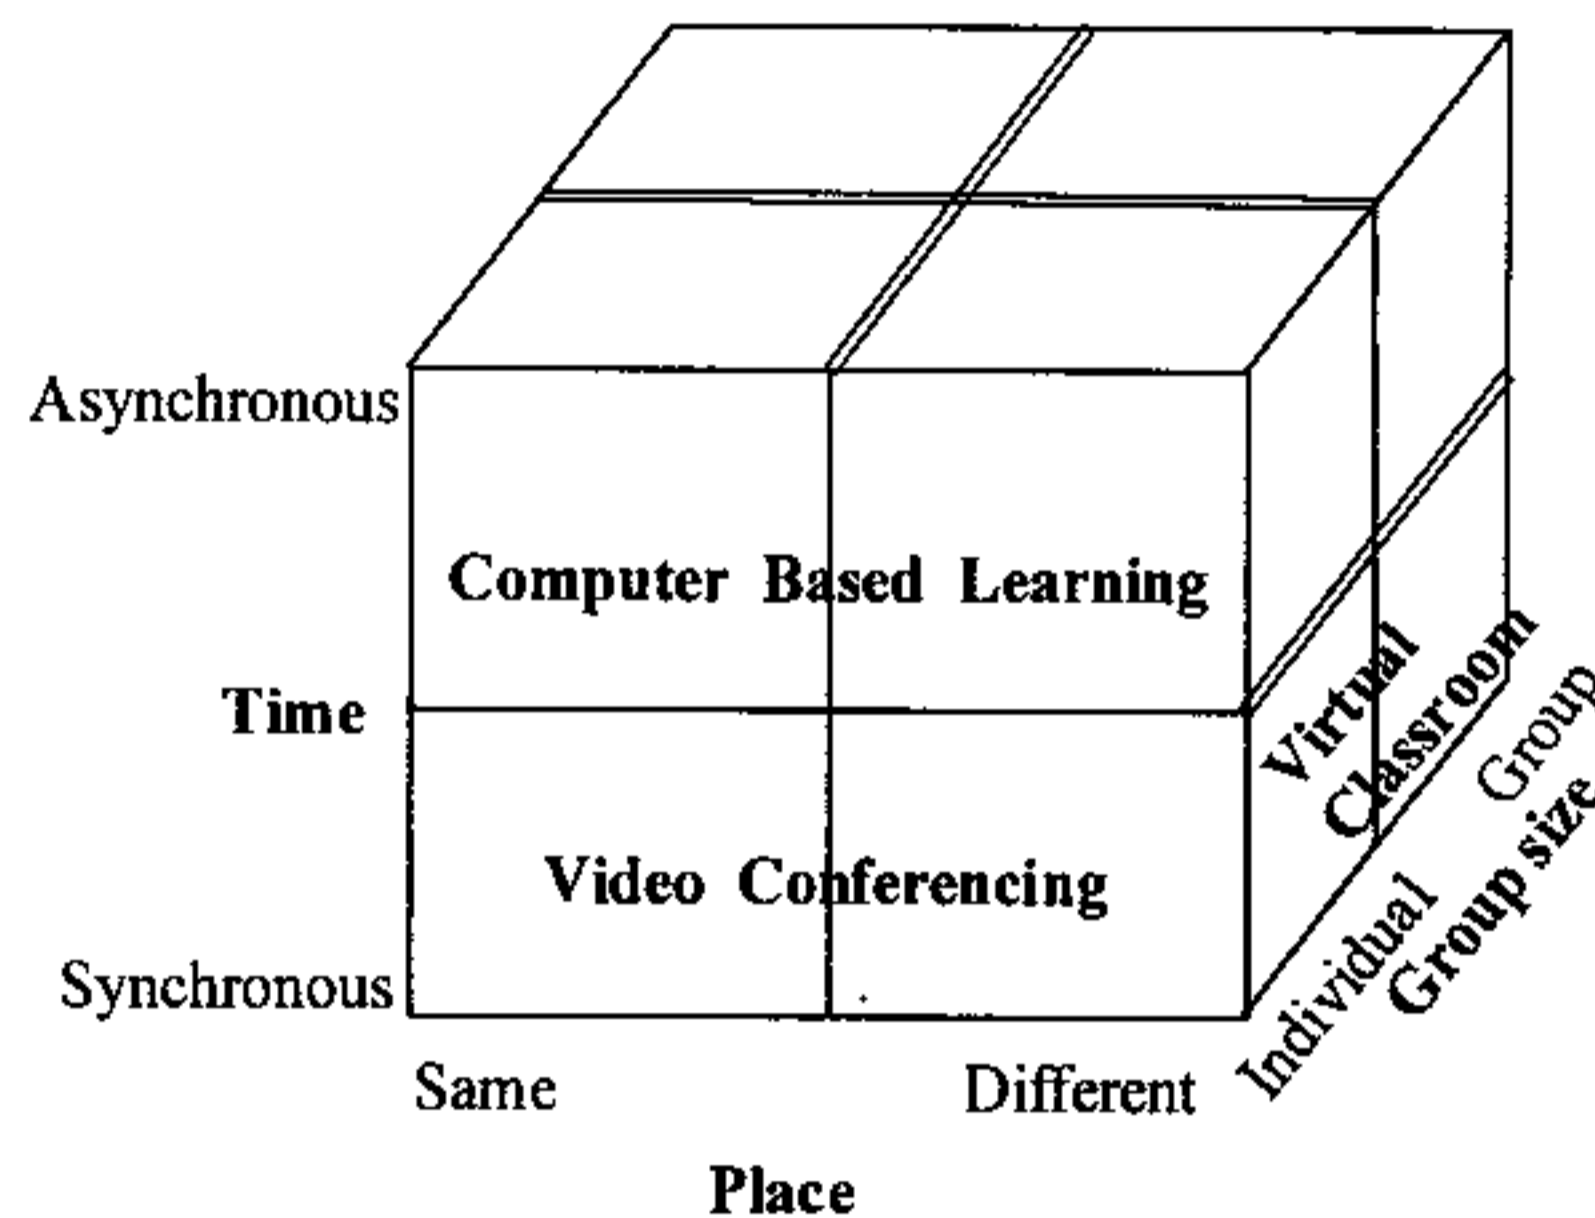 Asynchronous
Computer Based Learning
Time
Virtual
Classroom
Group
Video Conferencing
Individual
Group size
Synchronous
Same
Different
Place